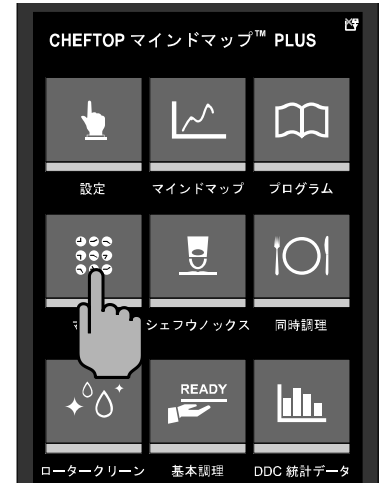 CHEFTOP マインドマップ™ PLUS
設定 マインドマップ プログラム
シェフウノックス 同時調理
READY
ロータークリーン 基本調理 DDC 統計データ